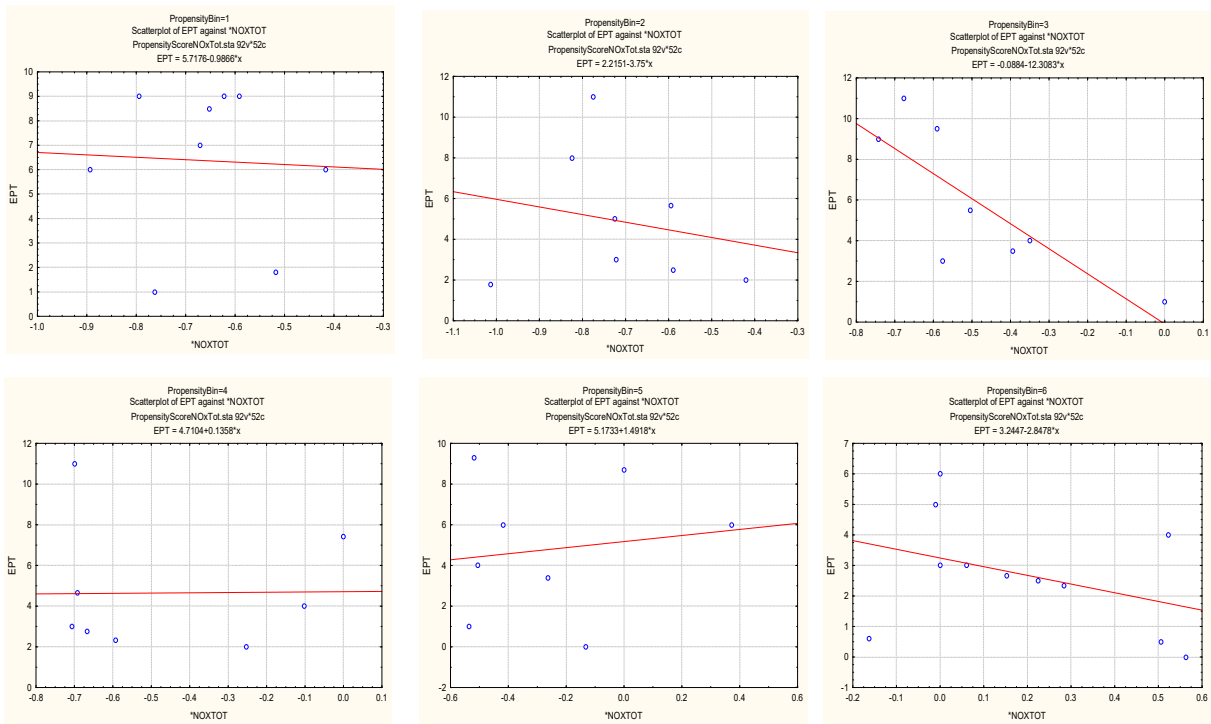 PropensityBin=1
Scatterplot of EPT against *NOXTOT
PropensityScoreNOxTot.sta 92v*52c
EPT = 5.7176-0.9866*x
10
9
8
7
6
5
4
3
2
1
0
EPT
-1.0 -0.9 -0.8 -0.7 -0.6 -0.5 -0.4 -0.3
*NOXTOT
PropensityBin=2
Scatterplot of EPT against *NOXTOT
PropensityScoreNOxTot.sta 92v*52c
EPT = 2.2151-3.75*x
12
10
8
6
4
2
0
EPT
-1.1 -1.0 -0.9 -0.8 -0.7 -0.6 -0.5 -0.4 -0.3
*NOXTOT
PropensityBin=3
Scatterplot of EPT against *NOXTOT
PropensityScoreNOxTot.sta 92v*52c
EPT = -0.0884-12.3083*x
12
10
8
6
4
2
0
EPT
-0.8 -0.7 -0.6 -0.5 -0.4 -0.3 -0.2 -0.1 0.0 0.1
*NOXTOT
PropensityBin=4
Scatterplot of EPT against *NOXTOT
PropensityScoreNOxTot.sta 92v*52c
EPT = 4.7104+0.1358*x
12
10
8
6
4
2
0
EPT
-0.8 -0.7 -0.6 -0.5 -0.4 -0.3 -0.2 -0.1 0.0 0.1
*NOXTOT
PropensityBin=5
Scatterplot of EPT against *NOXTOT
PropensityScoreNOxTot.sta 92v*52c
EPT = 5.1733+1.4918*x
10
8
6
4
2
0
-2
EPT
-0.6 -0.4 -0.2 0.0 0.2 0.4 0.6
*NOXTOT
PropensityBin=6
Scatterplot of EPT against *NOXTOT
PropensityScoreNOxTot.sta 92v*52c
EPT = 3.2447-2.8478*x
7
6
5
4
3
2
1
0
-1
EPT
-0.2 -0.1 0.0 0.1 0.2 0.3 0.4 0.5 0.6
*NOXTOT